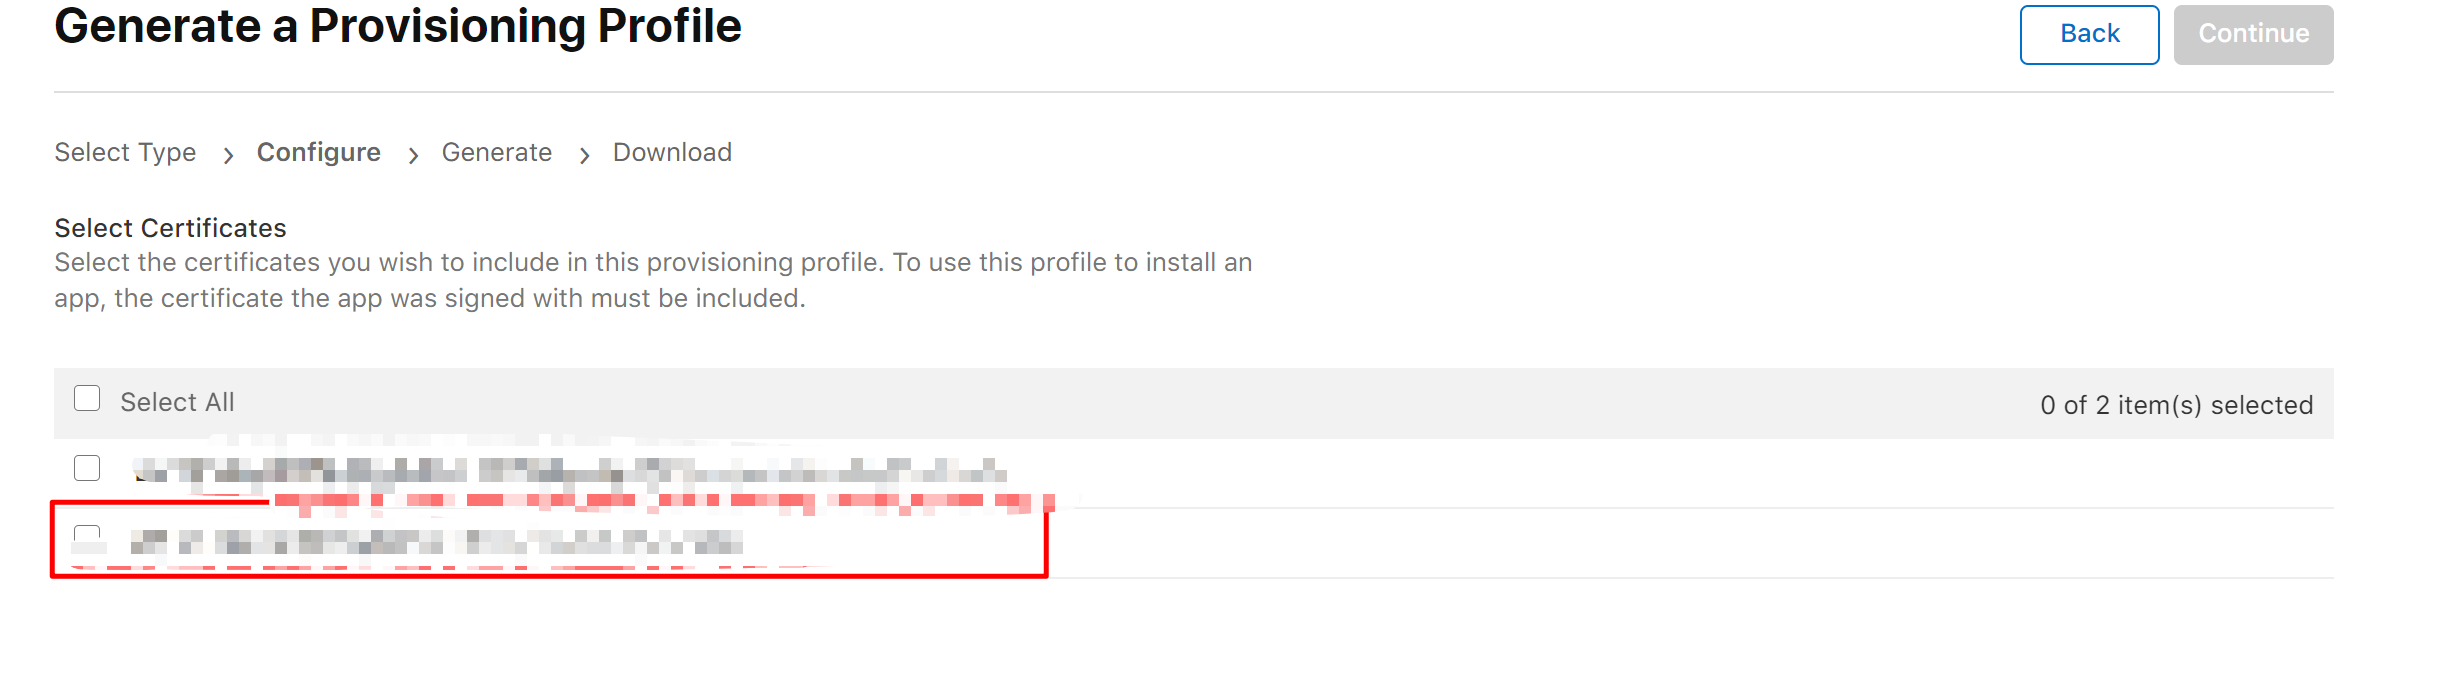 Generate a Provisioning Profile
Back
Continue
Select Type > Configure > Generate > Download
Select Certificates
Select the certificates you wish to include in this provisioning profile. To use this profile to install an
app, the certificate the app was signed with must be included.
Select All
0 of 2 item(s) selected